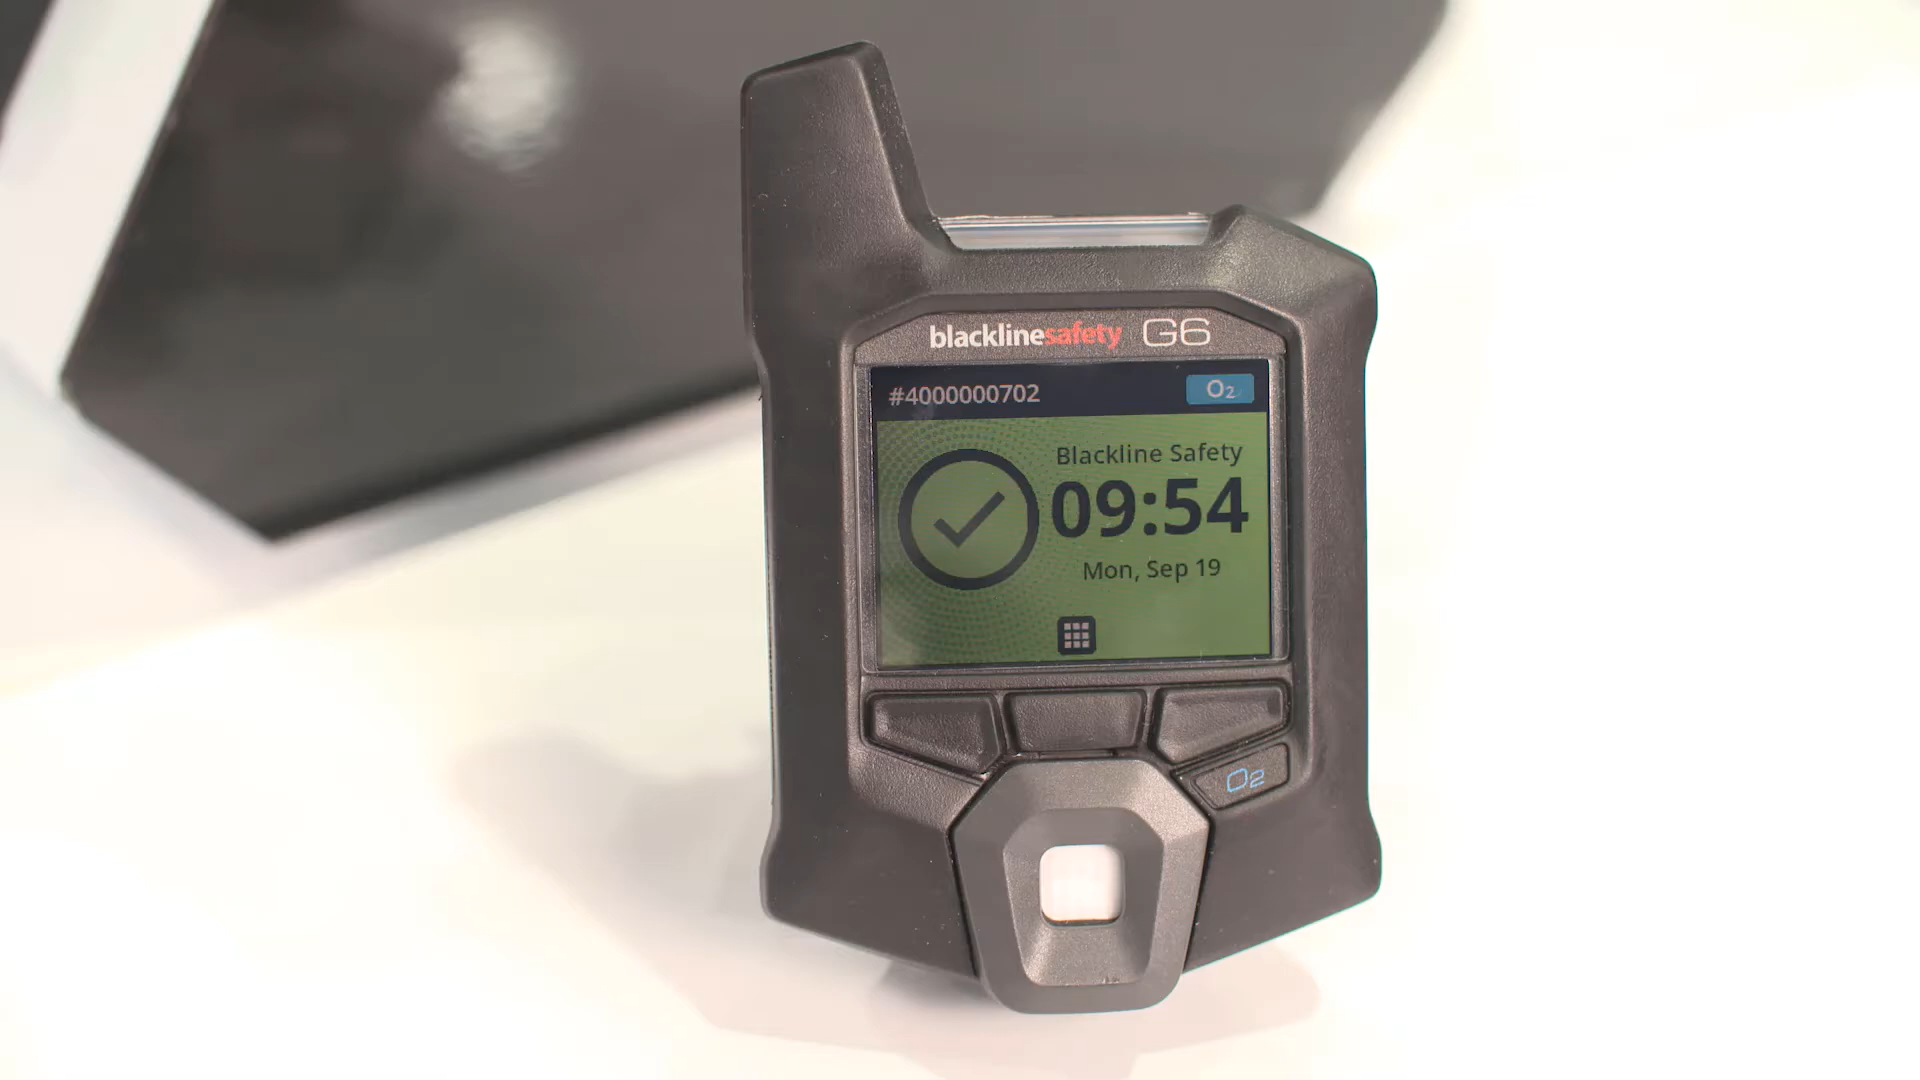 blacklinesafety G6
#4000000702 O₂
Blackline Safety
09:54
Mon, Sep 19
O₂